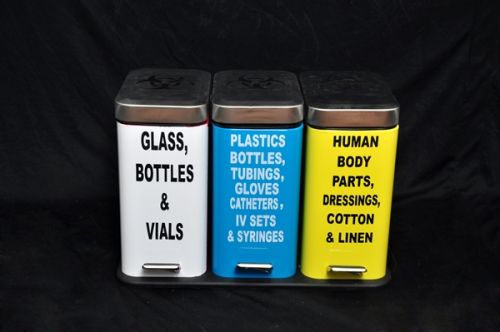 GLASS,
BOTTLES
&
VIALS
PLASTICS
BOTTLES,
TUBINGS,
GLOVES
CATHETERS,
IV SETS
& SYRINGES
HUMAN
BODY
PARTS,
DRESSINGS,
COTTON
& LINEN